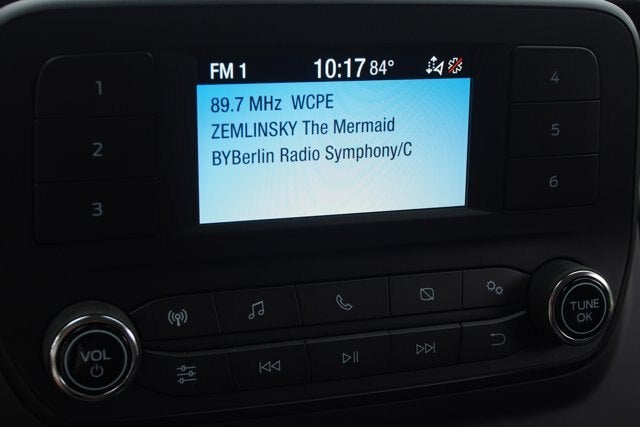 FM 1 10:17 84°
89.7 MHz WCPE
ZEMLINSKY The Mermaid
BYBerlin Radio Symphony/C
1
2
3
4
5
6
VOL
TUNE
OK